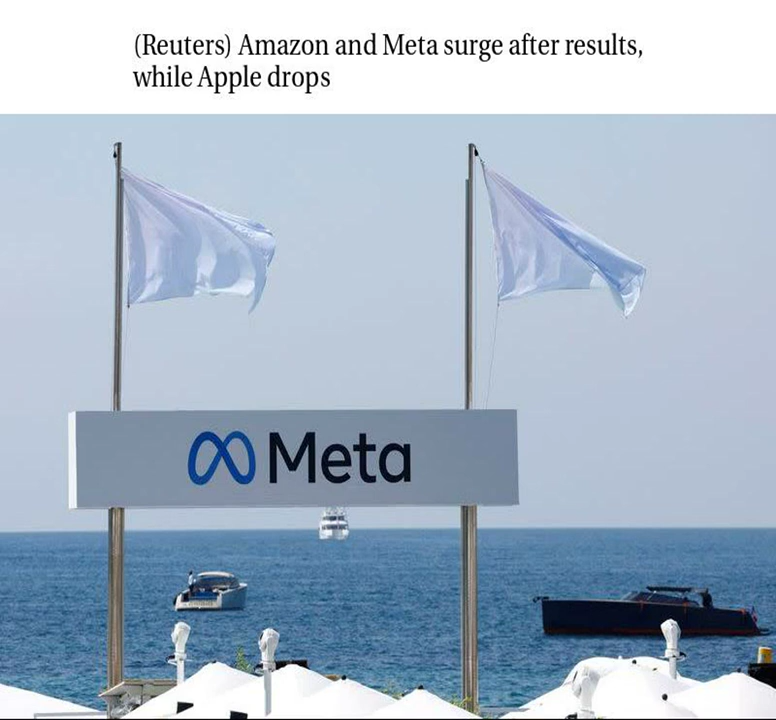 (Reuters) Amazon and Meta surge after results,
while Apple drops
Meta